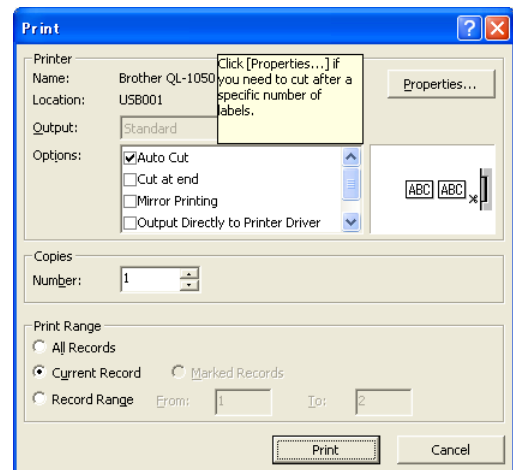 Print
Printer
Name: Brother QL-1050
Click [Properties...] if
you need to cut after a
specific number of
labels.
Properties...
Location: USB001
Output: Standard
Options: Auto Cut
Cut at end
Mirror Printing
Output Directly to Printer Driver
ABC ABC
Copies
Number: 1
Print Range
All Records
Current Record Marked Records
Record Range From: 1 To: 2
Print Cancel